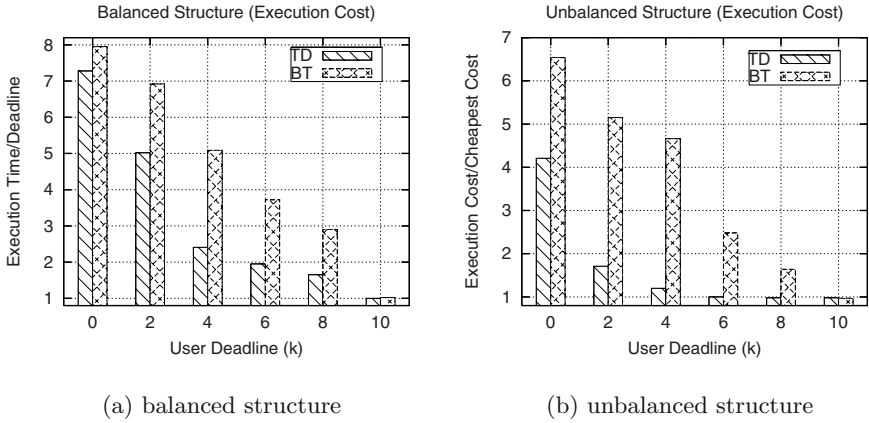 Balanced Structure (Execution Cost)
8
7
6
5
4
3
2
1
Execution Time/Deadline
TD
BT
0 2 4 6 8 10
User Deadline (k)
(a) balanced structure
Unbalanced Structure (Execution Cost)
7
6
5
4
3
2
1
Execution Cost/Cheapest Cost
TD
BT
0 2 4 6 8 10
User Deadline (k)
(b) unbalanced structure